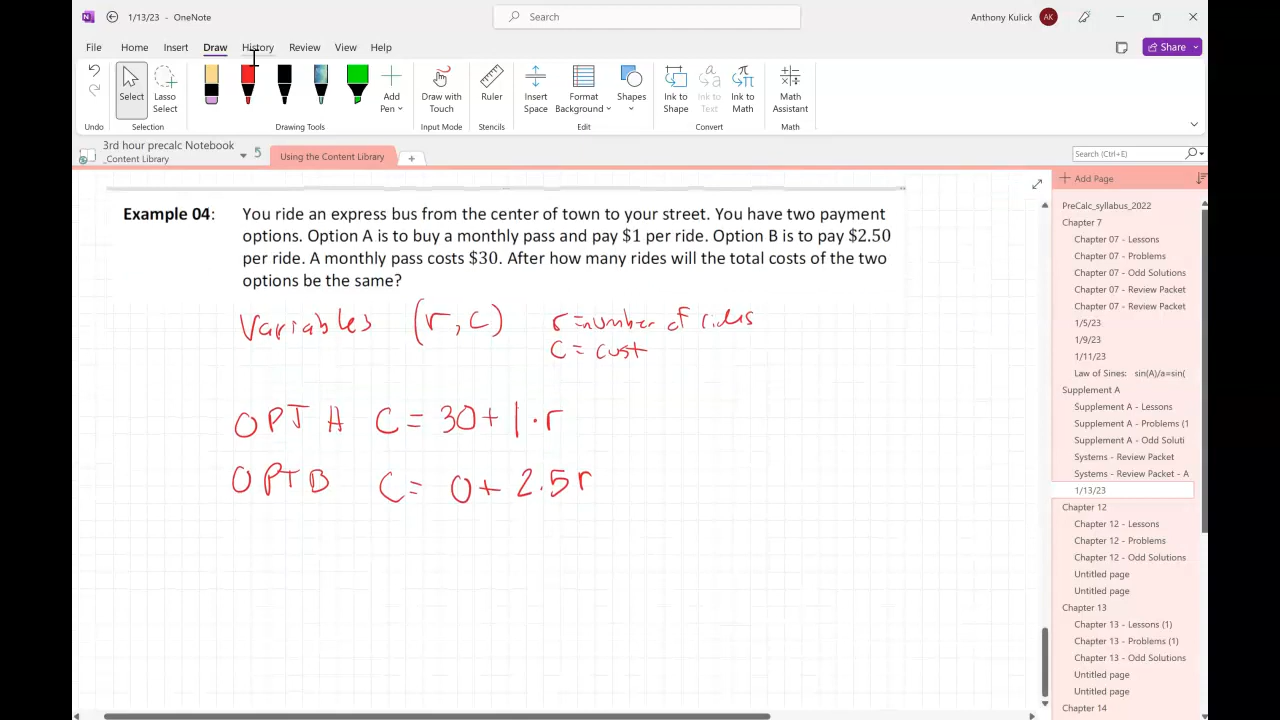 1/13/23 - OneNote
Search
Anthony Kulick
AK
File Home Insert Draw History Review View Help
Share
Select
Lasso Select
Add Pen
Draw with Touch
Ruler
Insert Space
Format Background
Shapes
Ink to Shape
Ink to Text
Ink to Math
Math Assistant
Undo Selection Drawing Tools Input Mode Stencils Edit Convert Math
3rd hour precalc Notebook
_Content Library
Using the Content Library
+
Search (Ctrl+E)
Add Page
Example 04: You ride an express bus from the center of town to your street. You have two payment
options. Option A is to buy a monthly pass and pay $1 per ride. Option B is to pay $2.50
per ride. A monthly pass costs $30. After how many rides will the total costs of the two
options be the same?
Variables (r, c) r = number of rides
C = cost
OPT A C = 30 + 1 · r
OPT B C = 0 + 2.5 r
PreCalc_syllabus_2022
Chapter 7
Chapter 07 - Lessons
Chapter 07 - Problems
Chapter 07 - Odd Solutions
Chapter 07 - Review Packet
Chapter 07 - Review Packet
1/5/23
1/9/23
1/11/23
Law of Sines: sin(A)/a=sin(
Supplement A
Supplement A - Lessons
Supplement A - Problems (1
Supplement A - Odd Soluti
Systems - Review Packet
Systems - Review Packet - A
1/13/23
Chapter 12
Chapter 12 - Lessons
Chapter 12 - Problems
Chapter 12 - Odd Solutions
Untitled page
Untitled page
Chapter 13
Chapter 13 - Lessons (1)
Chapter 13 - Problems (1)
Chapter 13 - Odd Solutions
Untitled page
Untitled page
Chapter 14